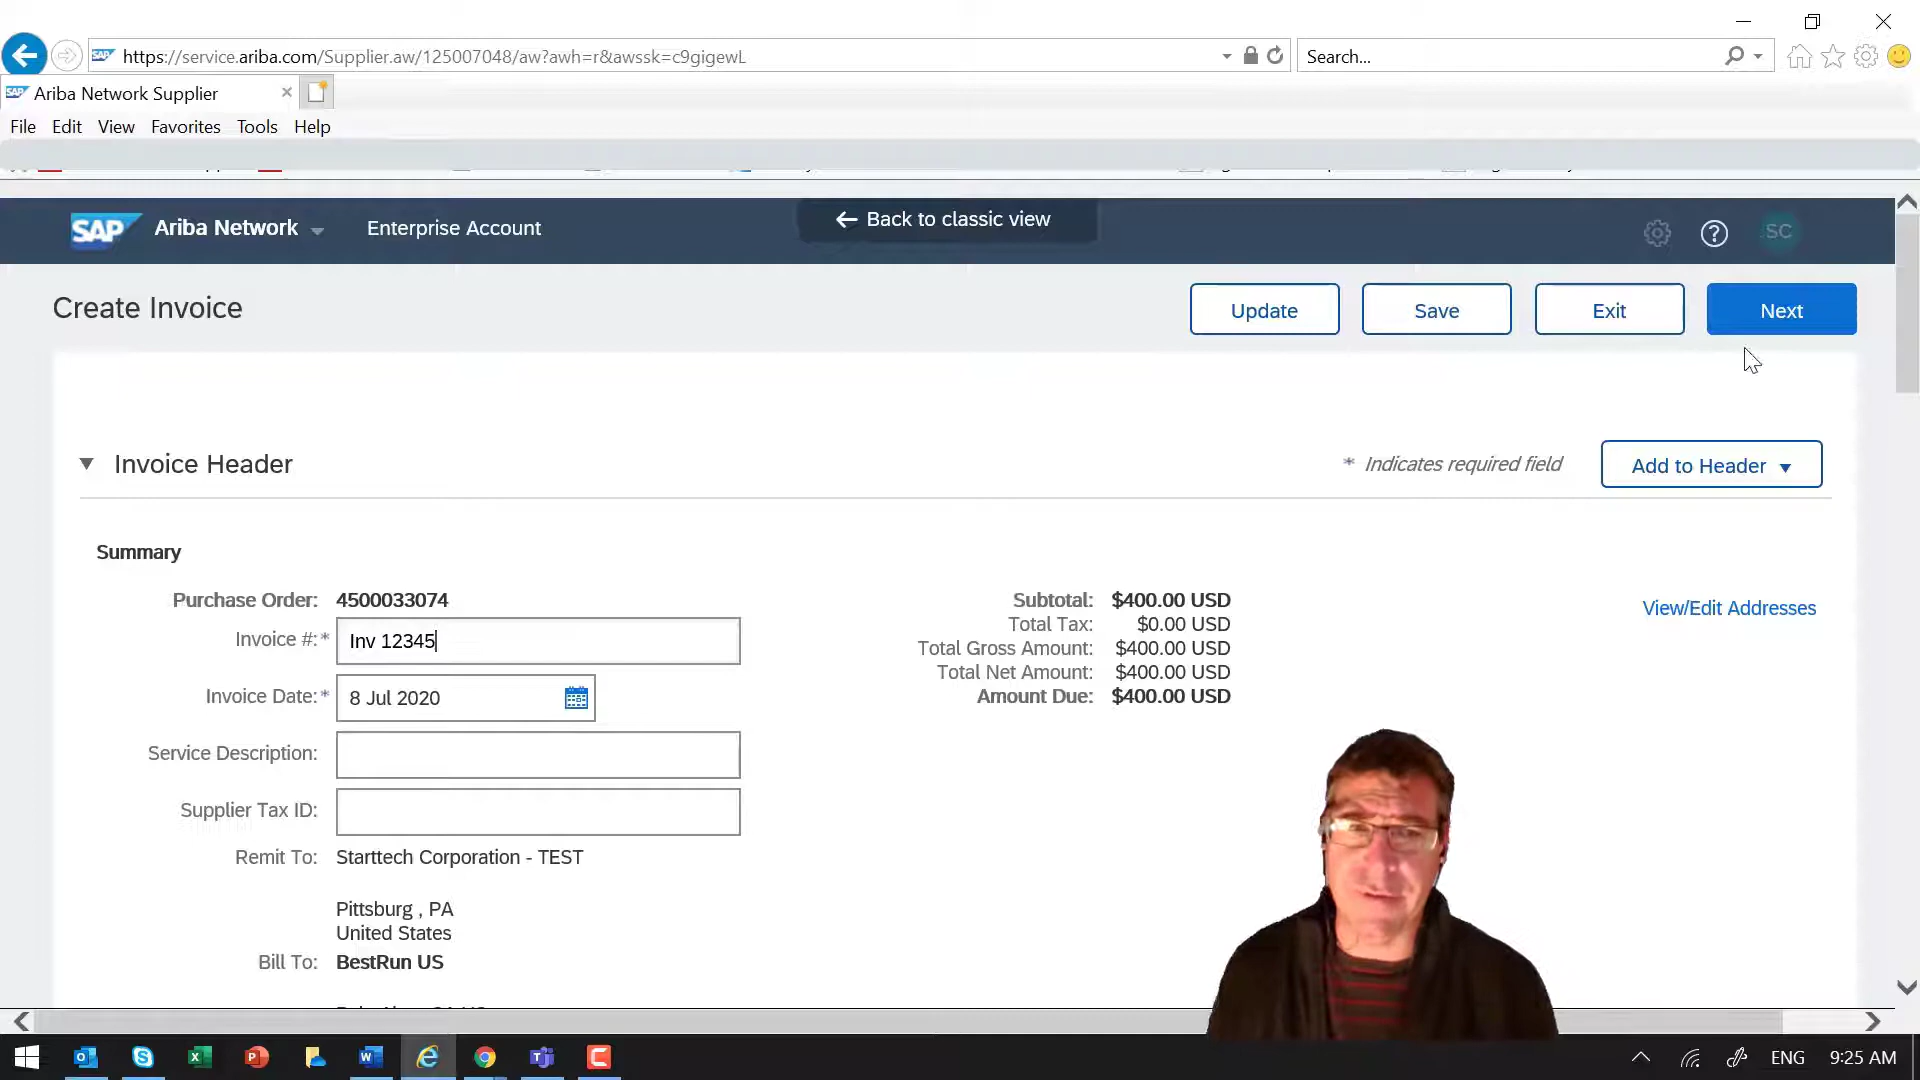 https://service.ariba.com/Supplier.aw/125007048/aw?awh=r&awssk=c9gigewL
Search...
SAP Ariba Network Supplier
File Edit View Favorites Tools Help
SAP Ariba Network Enterprise Account
Back to classic view
? SC
Create Invoice
Update Save Exit Next
Invoice Header
* Indicates required field
Add to Header
Summary
Purchase Order: 4500033074
Invoice #:* Inv 12345
Invoice Date:* 8 Jul 2020
Service Description:
Supplier Tax ID:
Remit To: Starttech Corporation - TEST
Pittsburg , PA
United States
Bill To: BestRun US
Subtotal: $400.00 USD
Total Tax: $0.00 USD
Total Gross Amount: $400.00 USD
Total Net Amount: $400.00 USD
Amount Due: $400.00 USD
View/Edit Addresses
ENG 9:25 AM